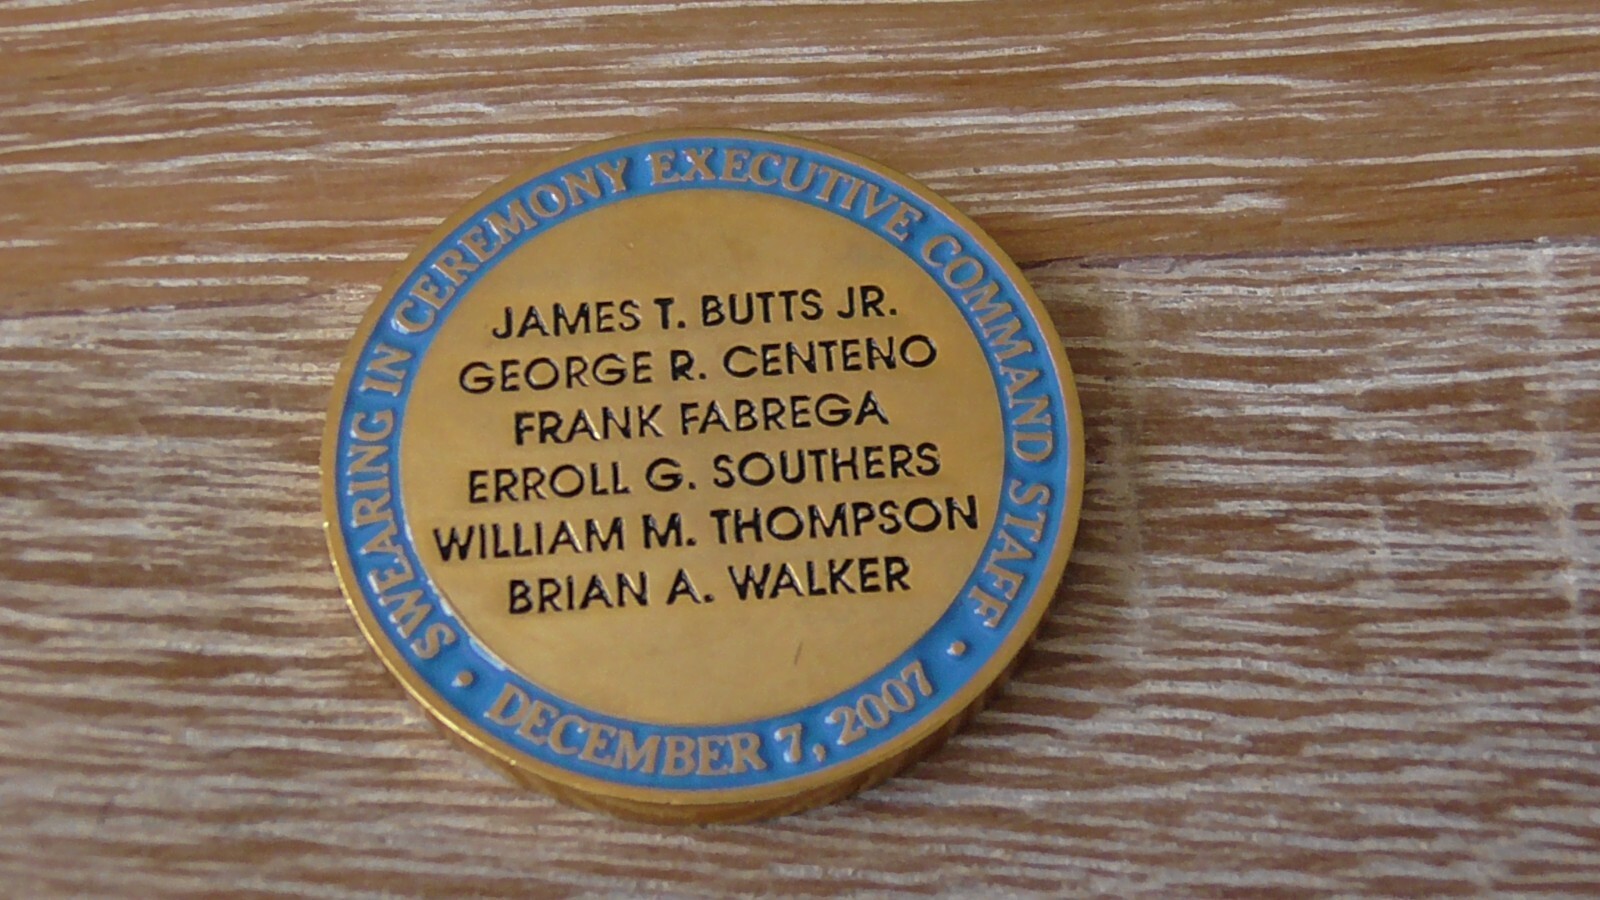 SWEARING IN CEREMONY EXECUTIVE COMMAND STAFF
JAMES T. BUTTS JR.
GEORGE R. CENTENO
FRANK FABREGA
ERROLL G. SOUTHERS
WILLIAM M. THOMPSON
BRIAN A. WALKER
• DECEMBER 7, 2007 •